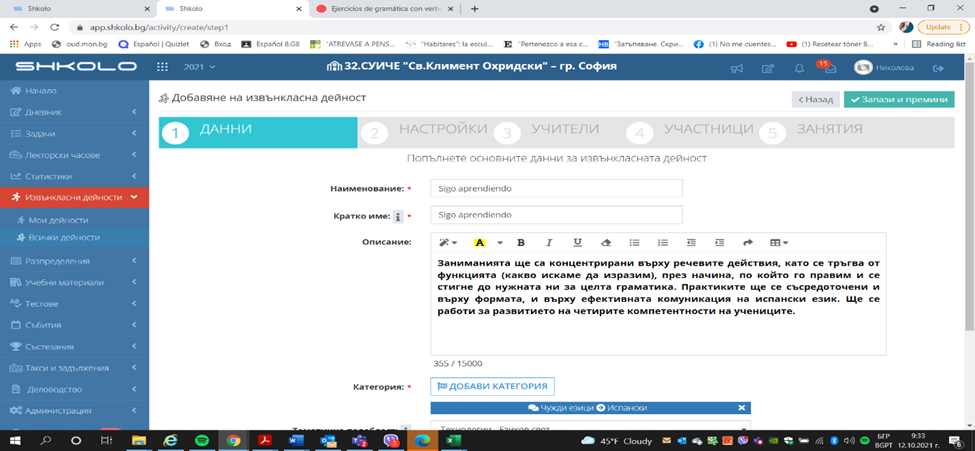 Shkolo
Shkolo
Ejercicios de gramática con verb
app.shkolo.bg/activity/create/step1
Update
Apps
oud.mon.bg
Español | Quizlet
Вход
Español 8;G8
"ATREVASE A PENS...
"Habitares": la escul...
"Pertenezco a esa c...
"Затъпляване. Скри...
(1) No me cuentes...
(1) Resetear tóner B...
»
Reading list
SHKOLO
2021
32.СУИЧЕ "Св.Климент Охридски" – гр. София
15
Николова
Начало
Дневник
Задачи
Лекторски часове
Статистики
Извънкласни дейности
Мои дейности
Всички дейности
Разпределения
Учебни материали
Тестове
Събития
Състезания
Такси и задължения
Деловодство
Администрация
Добавяне на извънкласна дейност
Назад
Запази и премини
1 ДАННИ
2 НАСТРОЙКИ
3 УЧИТЕЛИ
4 УЧАСТНИЦИ
5 ЗАНЯТИЯ
Попълнете основните данни за извънкласната дейност
Наименование: *
Sigo aprendiendo
Кратко име: i *
Sigo aprendiendo
Описание:
A B I U
Заниманията ще са концентрирани върху речевите действия, като се тръгва от
функцията (какво искаме да изразим), през начина, по който го правим и се
стигне до нужната ни за целта граматика. Практиките ще се съсредоточени и
върху формата, и върху ефективната комуникация на испански език. Ще се
работи за развитието на четирите компетентности на учениците.
355 / 15000
Категория: *
ДОБАВИ КАТЕГОРИЯ
Чужди езици Испански
45°F Cloudy
БГР
BGPT
9:33
12.10.2021 г.
6